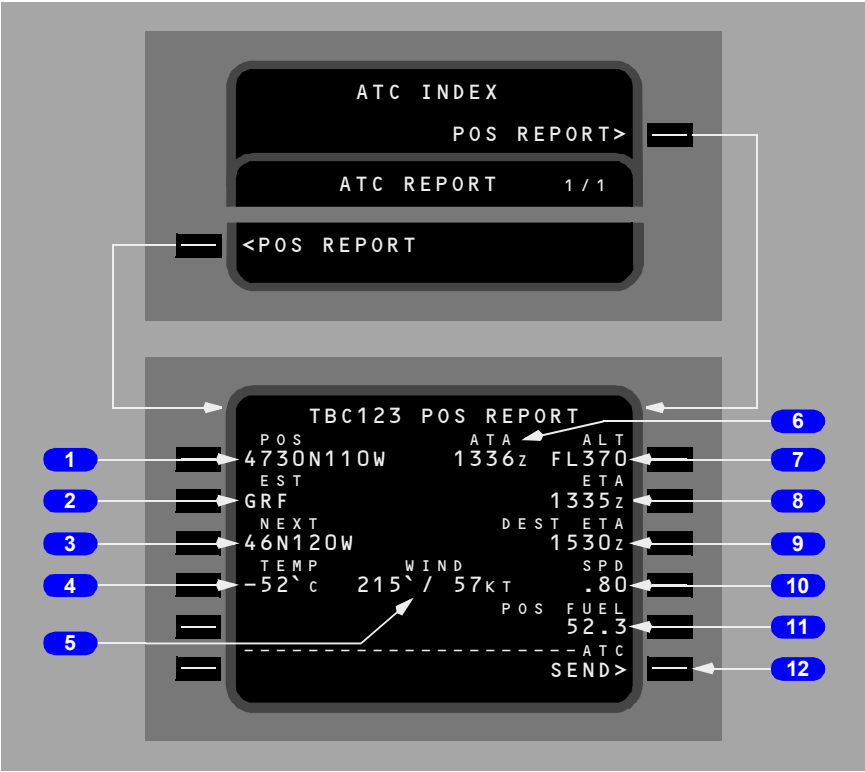 ATC INDEX
POS REPORT>
ATC REPORT 1/1
<POS REPORT
TBC123 POS REPORT
6
POS ATA ALT
1 4730N110W 1336z FL370 7
EST ETA
2 GRF 1335z 8
NEXT DEST ETA
3 46N120W 1530z 9
TEMP WIND SPD
4 -52`C 215`/ 57KT .80 10
POS FUEL
52.3 11
5
---------------------ATC
SEND> 12